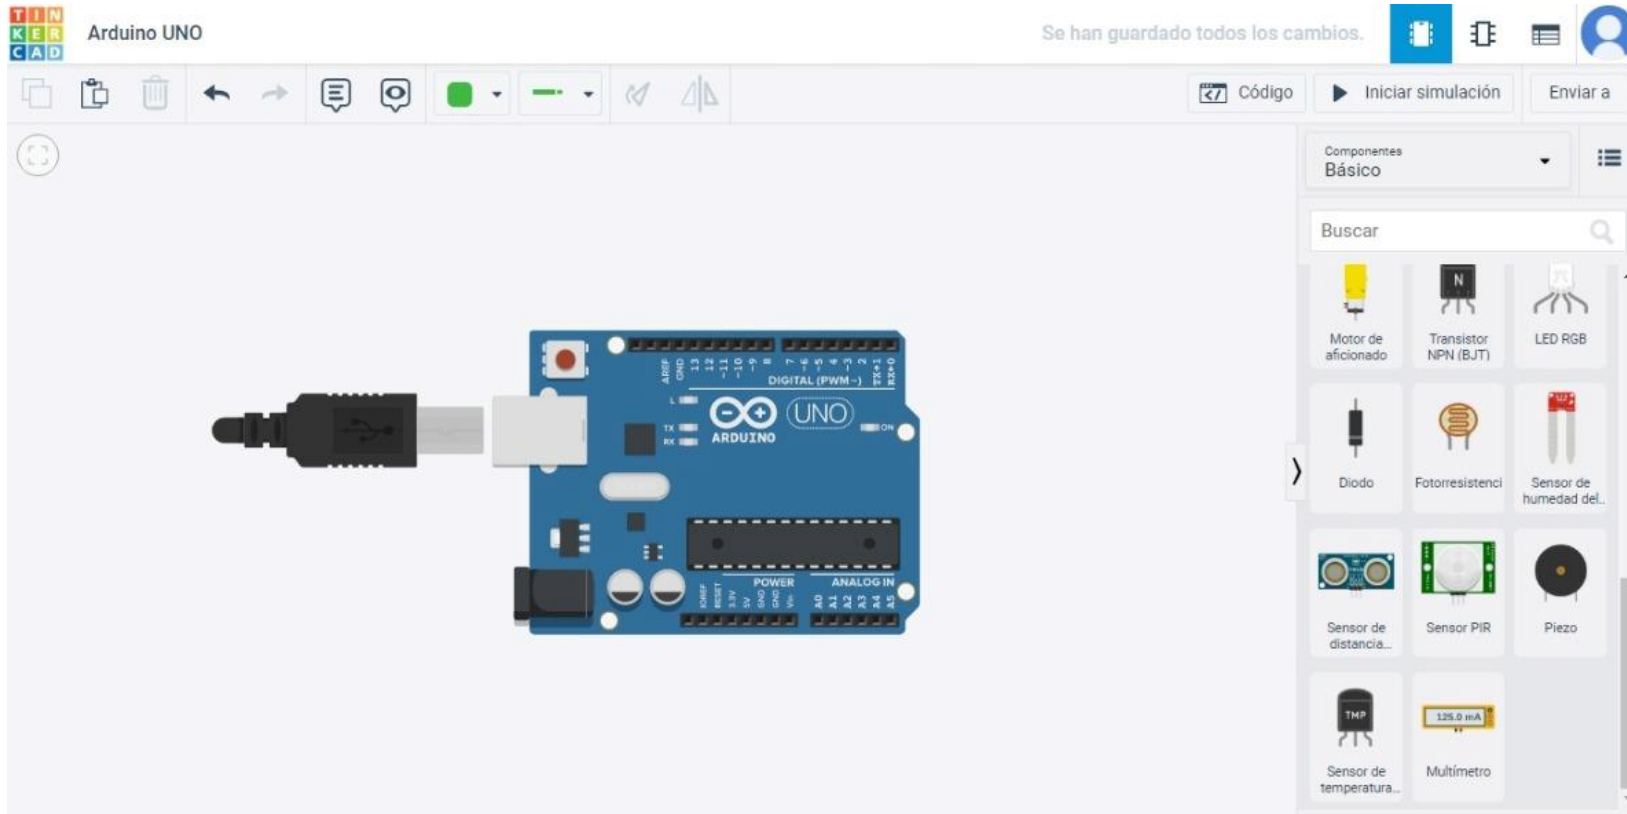 TIN
KER
CAD
Arduino UNO
Se han guardado todos los cambios.
Código
Iniciar simulación
Enviar a
Componentes
Básico
Buscar
Motor de
aficionado
N
Transistor
NPN (BJT)
LED RGB
Diodo
Fotorresistenci
Sensor de
humedad del..
Sensor de
distancia...
Sensor PIR
Piezo
TMP
Sensor de
temperatura...
125.0 mA
Multímetro
AREF
GND
13
12
~11
~10
~9
8
7
~6
~5
4
~3
2
TX→1
RX←0
DIGITAL (PWM~)
L
TX
RX
ARDUINO
UNO
ON
POWER
ANALOG IN
IOREF
RESET
3.3V
5V
GND
GND
Vin
A0
A1
A2
A3
A4
A5